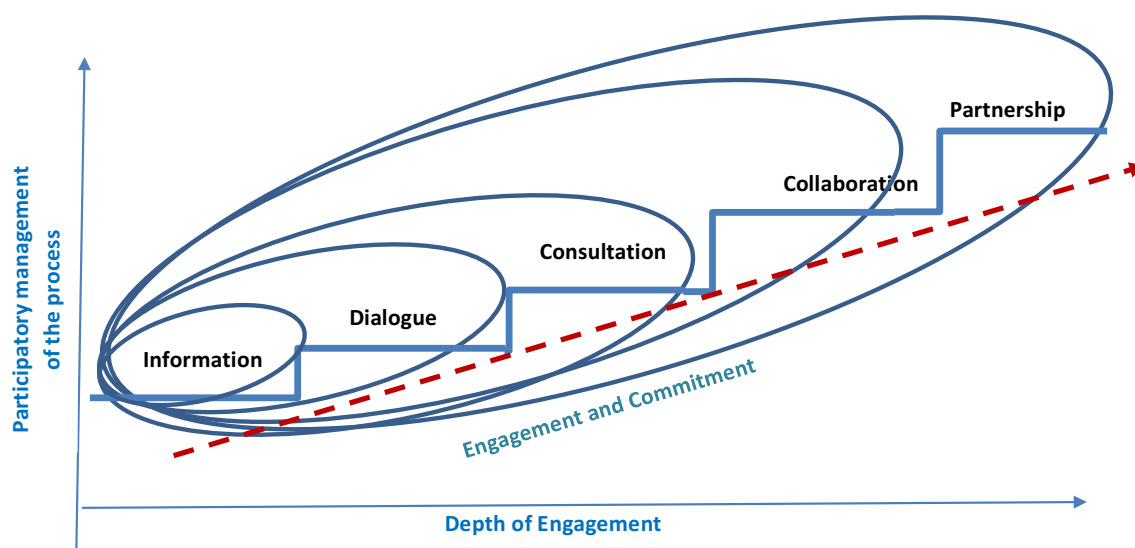 Partnership
Collaboration
Consultation
Dialogue
Information
Participatory management
of the process
Engagement and Commitment
Depth of Engagement